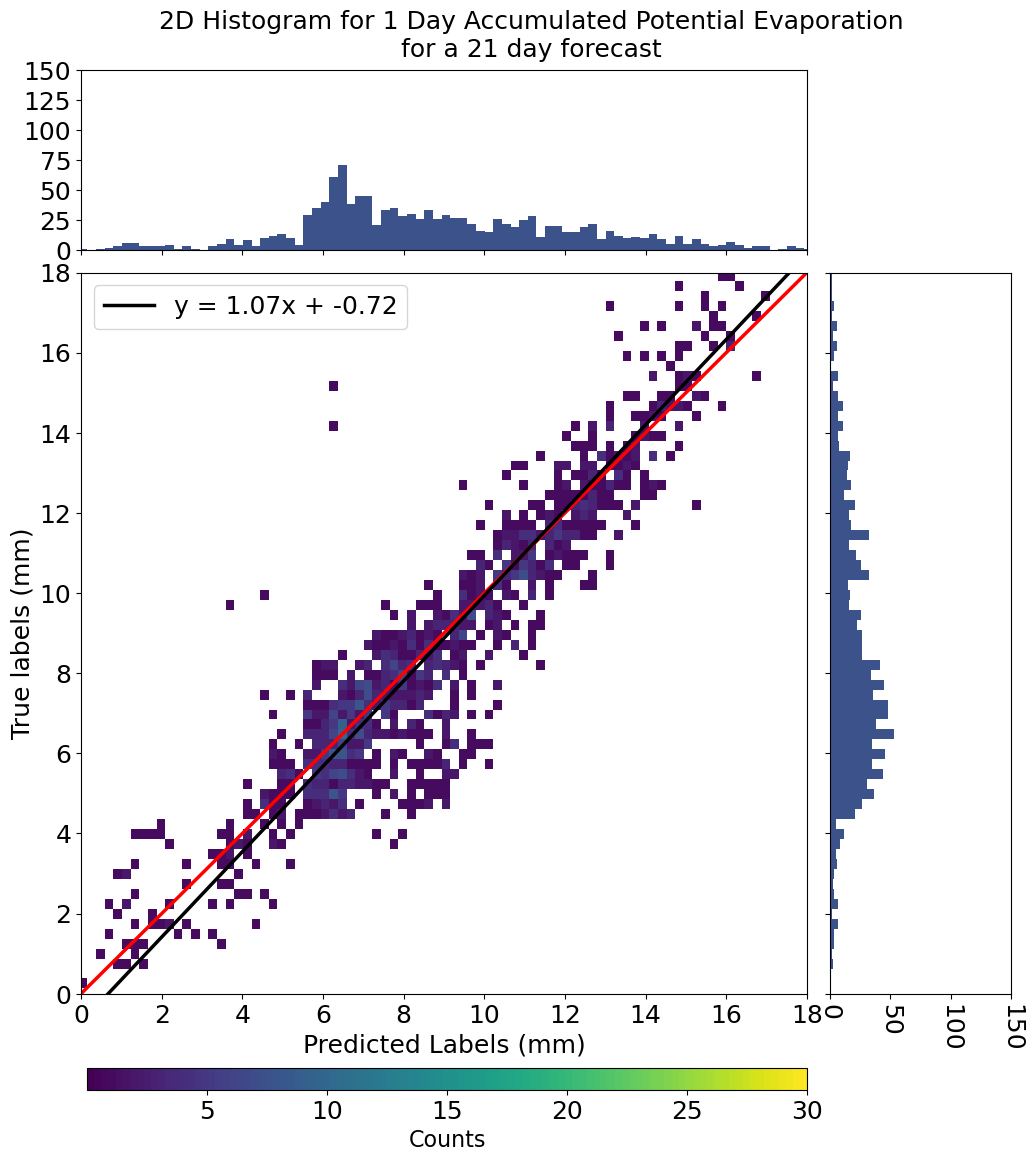 2D Histogram for 1 Day Accumulated Potential Evaporation
for a 21 day forecast
150
125
100
75
50
25
0
18
16
14
12
10
8
6
4
2
0
True labels (mm)
y = 1.07x + -0.72
0 2 4 6 8 10 12 14 16 18
Predicted Labels (mm)
0 50 100 150
5 10 15 20 25 30
Counts